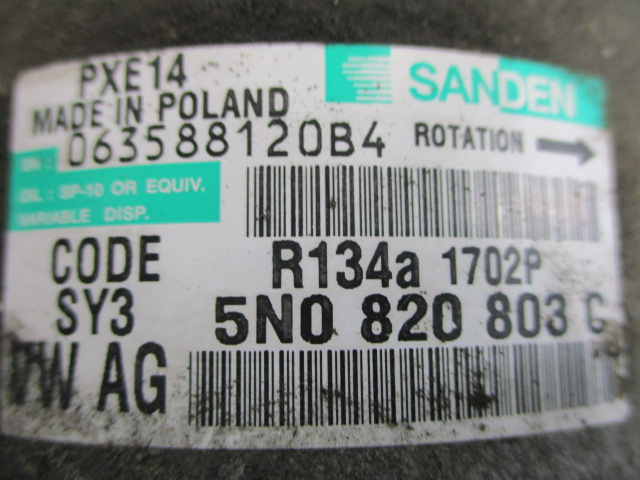 PXE14
SANDEN
MADE IN POLAND
SN: 063588120B4
ROTATION
OIL : SP-10 OR EQUIV.
VARIABLE DISP.
CODE
R134a 1702P
SY3
5N0 820 803
VW AG